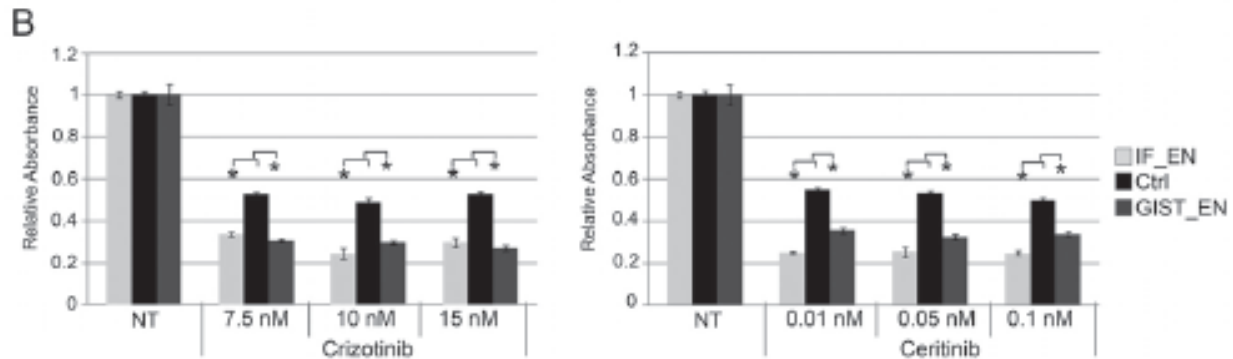 B
1.2
1
0.8
0.6
0.4
0.2
0
Relative Absorbance
* * * * * *
NT 7.5 nM 10 nM 15 nM
Crizotinib
1.2
1
0.8
0.6
0.4
0.2
0
Relative Absorbance
* * * * * *
NT 0.01 nM 0.05 nM 0.1 nM
Ceritinib
IF_EN
Ctrl
GIST_EN